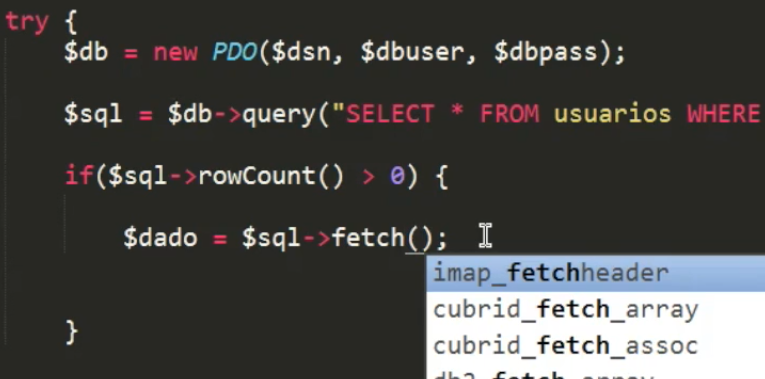 try {
$db = new PDO($dsn, $dbuser, $dbpass);
$sql = $db->query("SELECT * FROM usuarios WHERE
if($sql->rowCount() > 0) {
$dado = $sql->fetch();
imap_fetchheader
cubrid_fetch_array
cubrid_fetch_assoc
db2_fetch_array
}